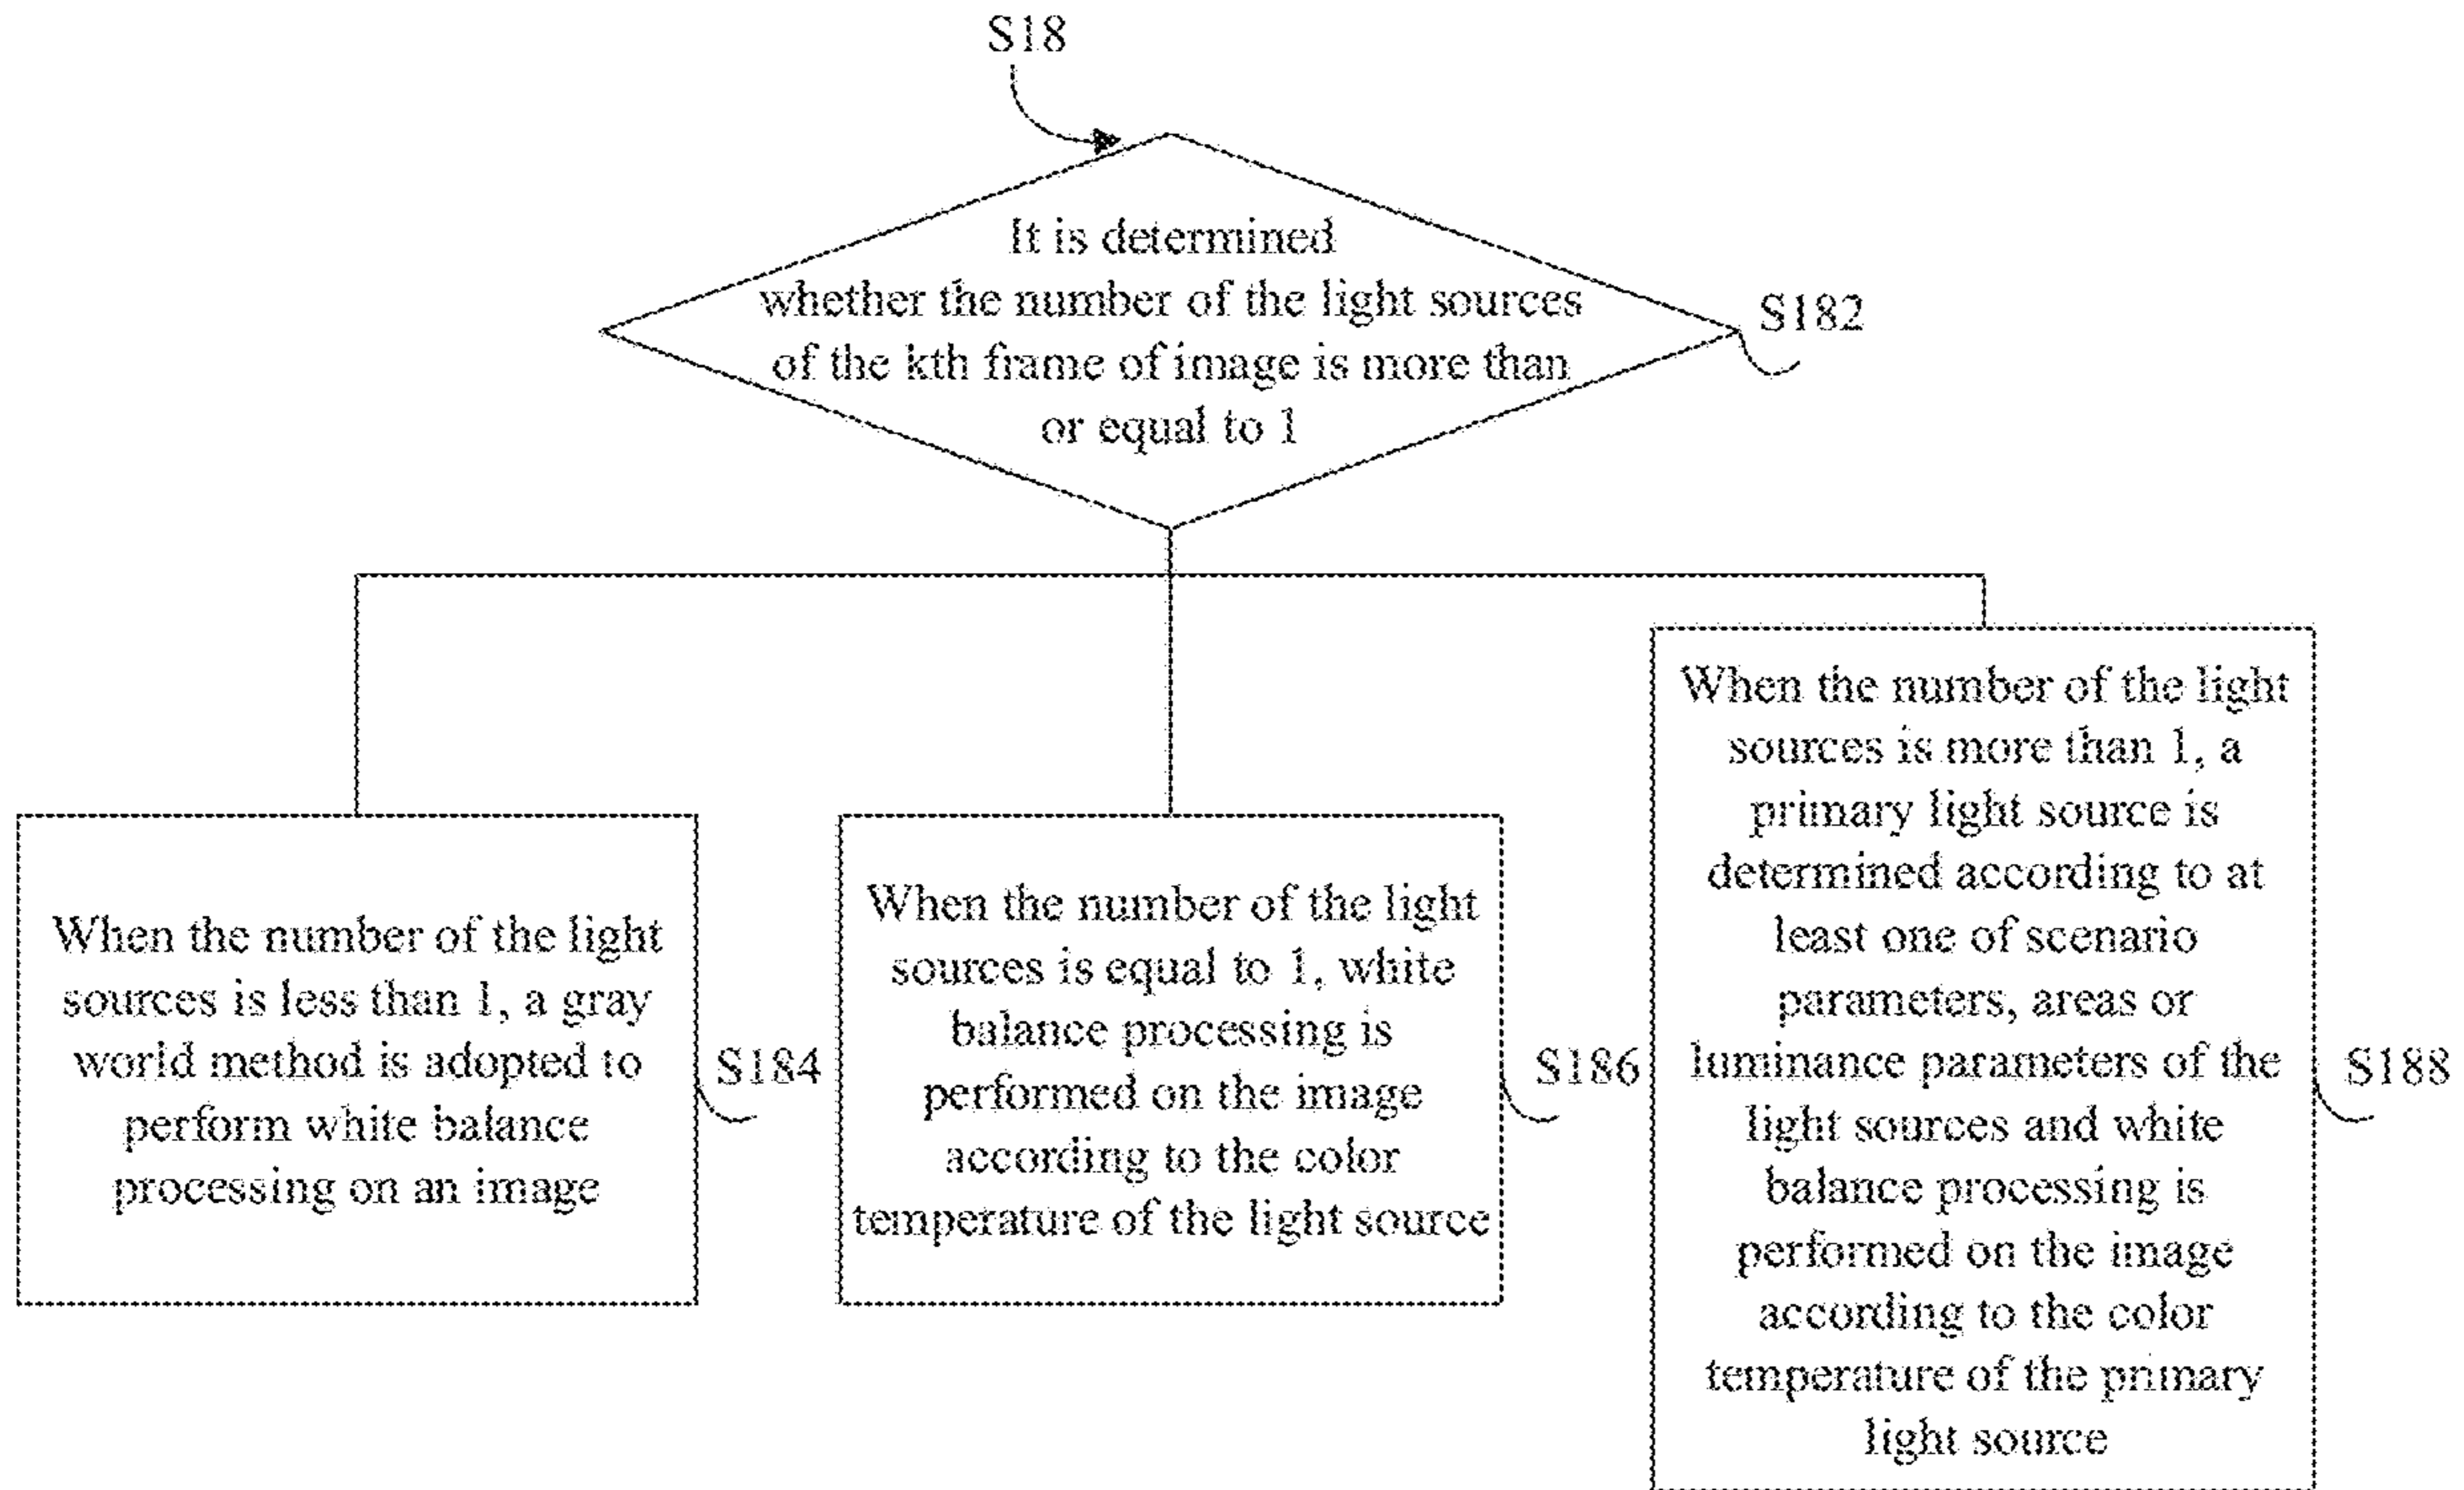 S18
It is determined
whether the number of the light sources
of the kth frame of image is more than
or equal to 1
S182
When the number of the light
sources is less than 1, a gray
world method is adopted to
perform white balance
processing on an image
S184
When the number of the light
sources is equal to 1, white
balance processing is
performed on the image
according to the color
temperature of the light source
S186
When the number of the light
sources is more than 1, a
primary light source is
determined according to at
least one of scenario
parameters, areas or
luminance parameters of the
light sources and white
balance processing is
performed on the image
according to the color
temperature of the primary
light source
S188